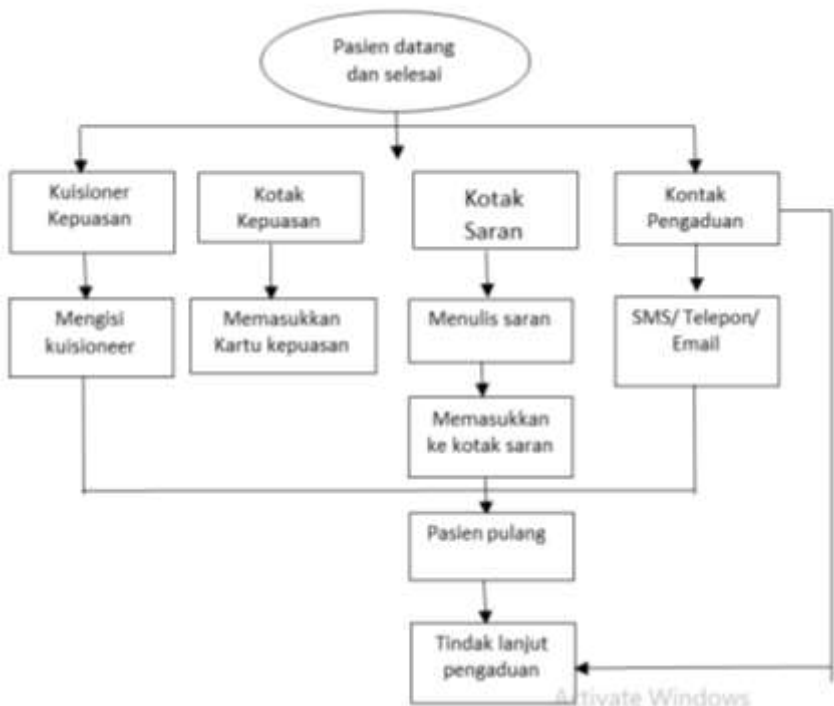 Pasien datang
dan selesai
Kuisioner
Kepuasan
Kotak
Kepuasan
Kotak
Saran
Kontak
Pengaduan
Mengisi
kuisioneer
Memasukkan
Kartu kepuasan
Menulis saran
SMS/ Telepon/
Email
Memasukkan
ke kotak saran
Pasien pulang
Tindak lanjut
pengaduan
Activate Windows